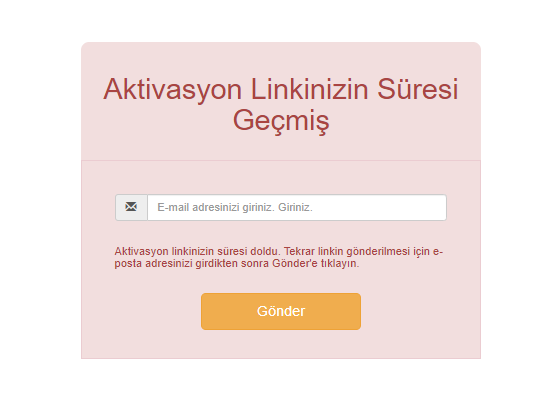 Aktivasyon Linkinizin Süresi
Geçmiş
E-mail adresinizi giriniz. Giriniz.
Aktivasyon linkinizin süresi doldu. Tekrar linkin gönderilmesi için e-
posta adresinizi girdikten sonra Gönder'e tıklayın.
Gönder